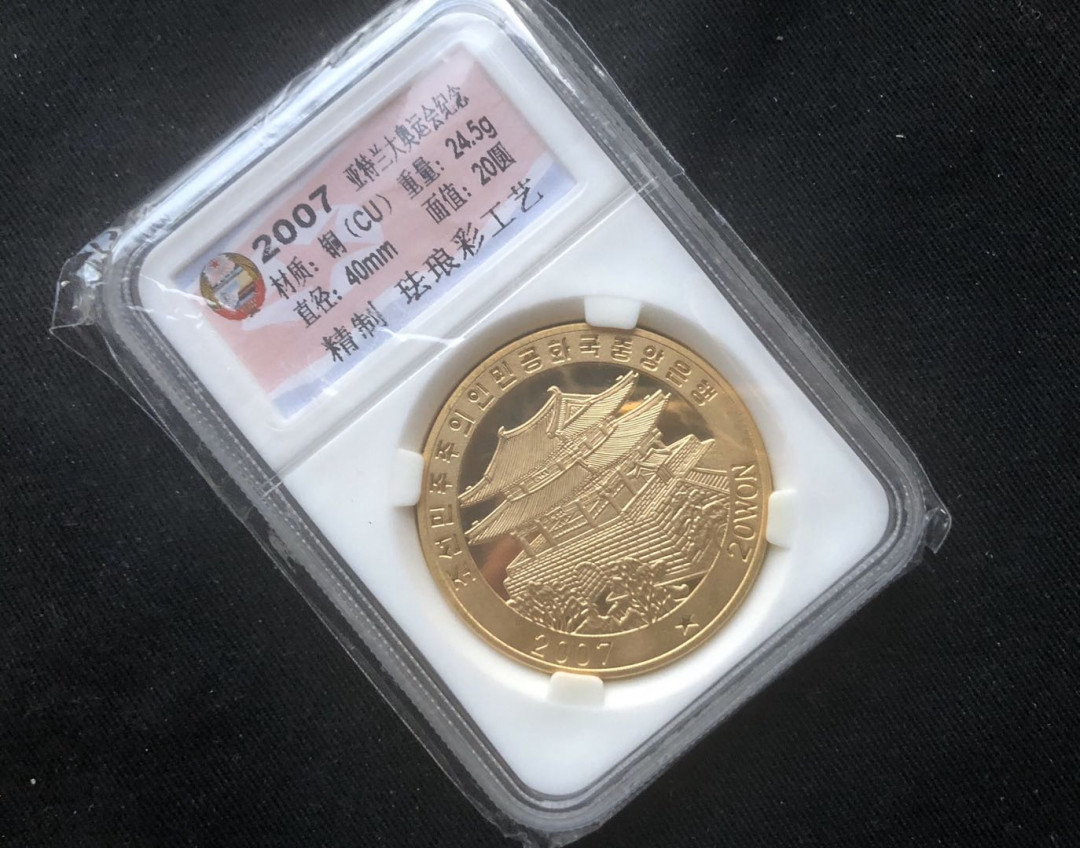 2007 亚特兰大奥运会纪念
材质：铜（CU） 重量：24.5g
直径：40mm 面值：20圆
精制 珐琅彩工艺
조선민주주의인민공화국중앙은행
20WON
2007